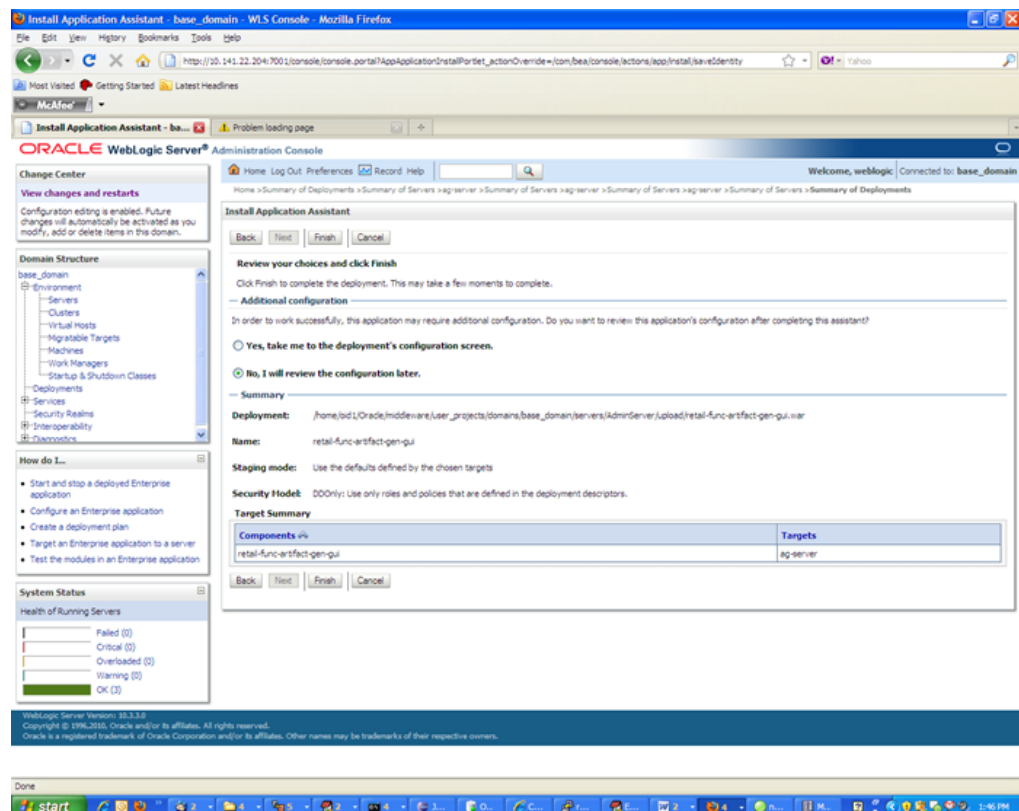 Install Application Assistant - base_domain - WLS Console - Mozilla Firefox
File Edit View History Bookmarks Tools Help
http://10.141.22.204:7001/console/console.portal?AppApplicationInstallPortlet_actionOverride=/com/bea/console/actions/app/install/saveIdentity
Yahoo
Most Visited Getting Started Latest Headlines
McAfee
Install Application Assistant - ba...
Problem loading page
ORACLE WebLogic Server® Administration Console
Change Center
View changes and restarts
Configuration editing is enabled. Future
changes will automatically be activated as you
modify, add or delete items in this domain.
Domain Structure
base_domain
Environment
Servers
Clusters
Virtual Hosts
Migratable Targets
Machines
Work Managers
Startup & Shutdown Classes
Deployments
Services
Security Realms
Interoperability
Diagnostics
How do I...
Start and stop a deployed Enterprise
application
Configure an Enterprise application
Create a deployment plan
Target an Enterprise application to a server
Test the modules in an Enterprise application
System Status
Health of Running Servers
Failed (0)
Critical (0)
Overloaded (0)
Warning (0)
OK (3)
Home Log Out Preferences Record Help
Welcome, weblogic Connected to: base_domain
Home >Summary of Deployments >Summary of Servers >ag-server >Summary of Servers >ag-server >Summary of Servers >ag-server >Summary of Servers >Summary of Deployments
Install Application Assistant
Back Next Finish Cancel
Review your choices and click Finish
Click Finish to complete the deployment. This may take a few moments to complete.
Additional configuration
In order to work successfully, this application may require additional configuration. Do you want to review this application's configuration after completing this assistant?
Yes, take me to the deployment's configuration screen.
No, I will review the configuration later.
Summary
Deployment: /home/oid1/Oracle/middleware/user_projects/domains/base_domain/servers/AdminServer/upload/retail-func-artifact-gen-gui.war
Name: retail-func-artifact-gen-gui
Staging mode: Use the defaults defined by the chosen targets
Security Model: DDOnly: Use only roles and policies that are defined in the deployment descriptors.
Target Summary
Components Targets
retail-func-artifact-gen-gui ag-server
Back Next Finish Cancel
WebLogic Server Version: 10.3.3.0
Copyright © 1996,2010, Oracle and/or its affiliates. All rights reserved.
Oracle is a registered trademark of Oracle Corporation and/or its affiliates. Other names may be trademarks of their respective owners.
Done
start 2 4 5 2 4 2 4 1:46 PM